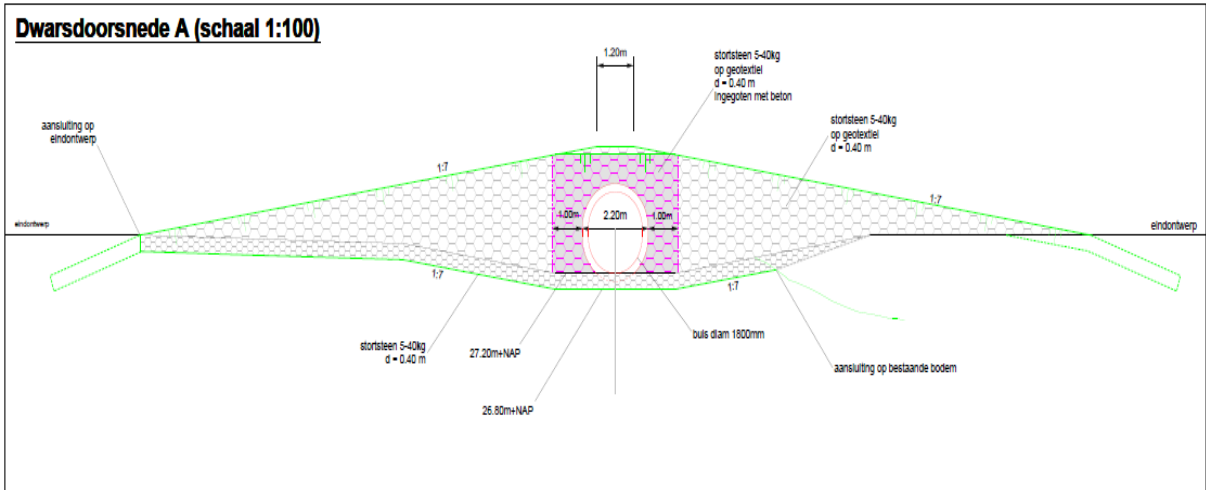 Dwarsdoorsnede A (schaal 1:100)
1.20m
stortsteen 5-40kg
op geotextiel
d = 0.40 m
ingegoten met beton
stortsteen 5-40kg
op geotextiel
d = 0.40 m
aansluiting op
eindontwerp
1:7
1:7
eindontwerp
1.00m
2.20m
1.00m
eindontwerp
1:7
1:7
stortsteen 5-40kg
d = 0.40 m
27.20m+NAP
buis diam 1800mm
aansluiting op bestaande bodem
26.80m+NAP